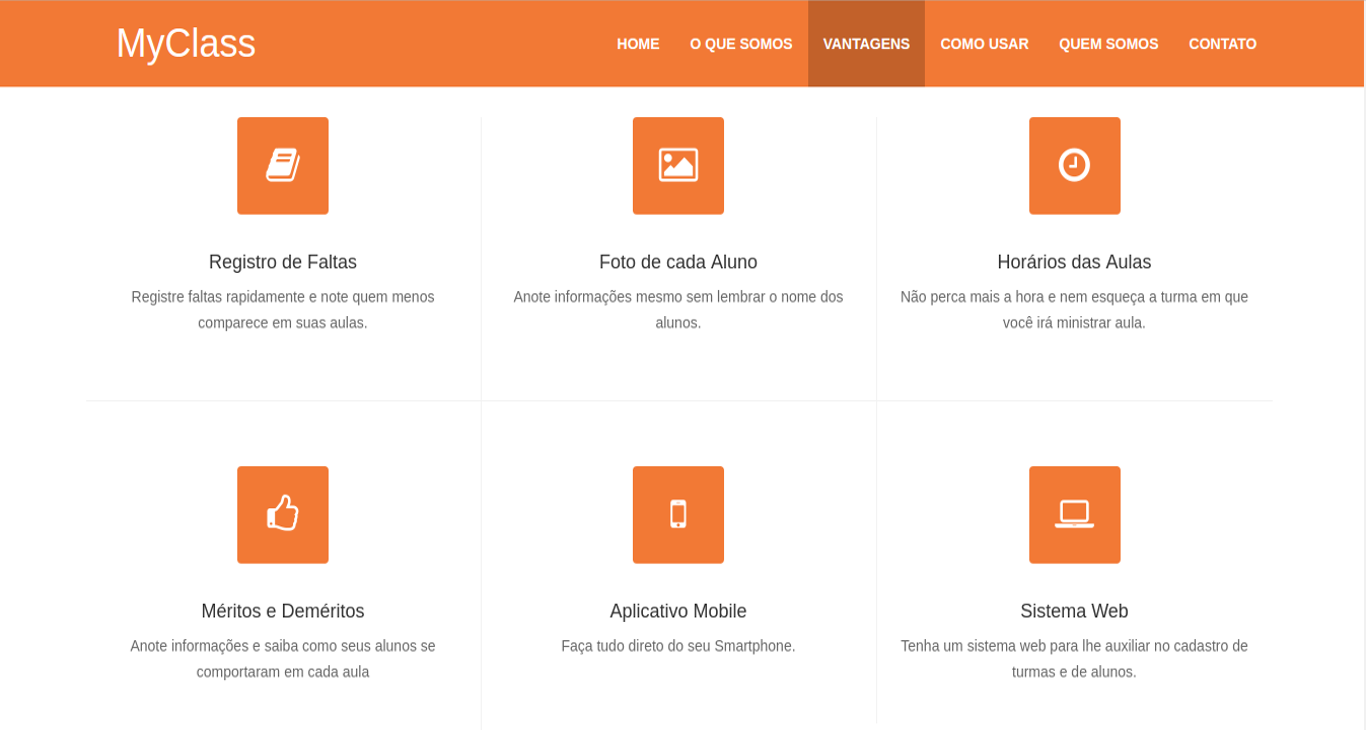 MyClass
HOME O QUE SOMOS VANTAGENS COMO USAR QUEM SOMOS CONTATO
Registro de Faltas
Registre faltas rapidamente e note quem menos
comparece em suas aulas.
Foto de cada Aluno
Anote informações mesmo sem lembrar o nome dos
alunos.
Horários das Aulas
Não perca mais a hora e nem esqueça a turma em que
você irá ministrar aula.
Méritos e Deméritos
Anote informações e saiba como seus alunos se
comportaram em cada aula
Aplicativo Mobile
Faça tudo direto do seu Smartphone.
Sistema Web
Tenha um sistema web para lhe auxiliar no cadastro de
turmas e de alunos.